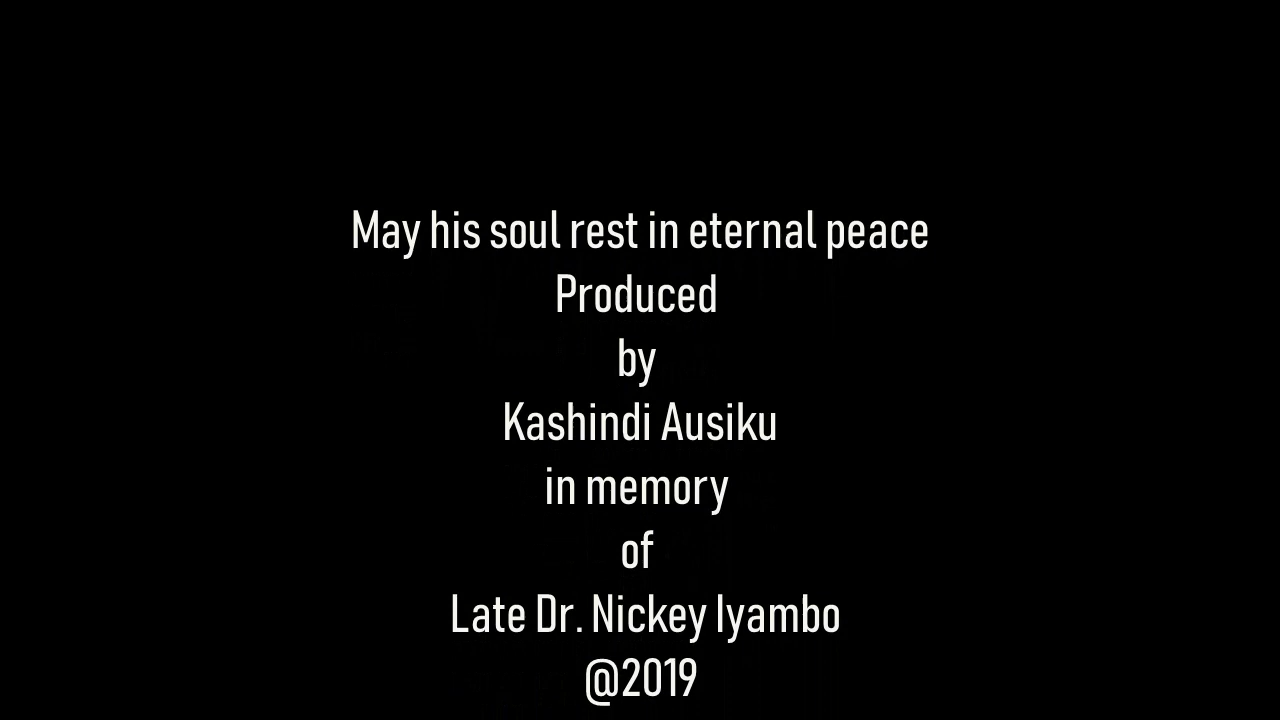 May his soul rest in eternal peace
Produced
by
Kashindi Ausiku
in memory
of
Late Dr. Nickey Iyambo
@2019